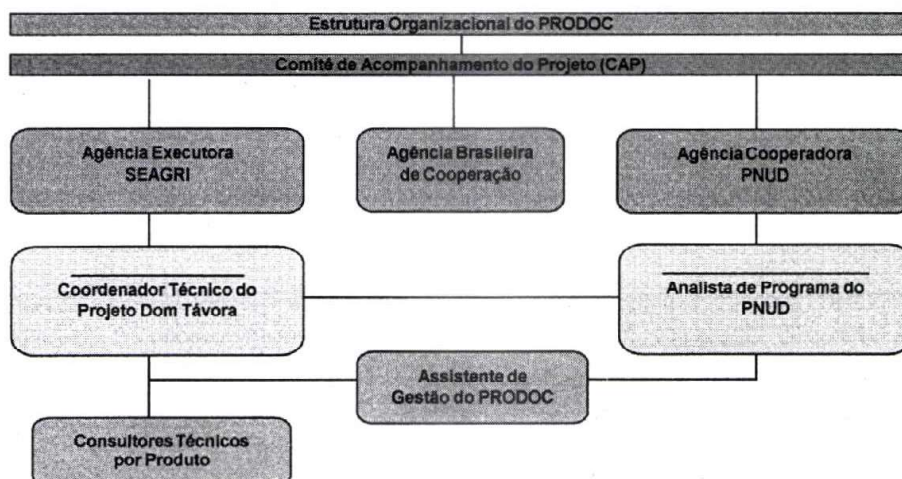 Estrutura Organizacional do PRODOC
Comitê de Acompanhamento do Projeto (CAP)
Agência Executora
SEAGRI
Agência Brasileira
de Cooperação
Agência Cooperadora
PNUD
Coordenador Técnico do
Projeto Dom Távora
Analista de Programa do
PNUD
Assistente de
Gestão do PRODOC
Consultores Técnicos
por Produto